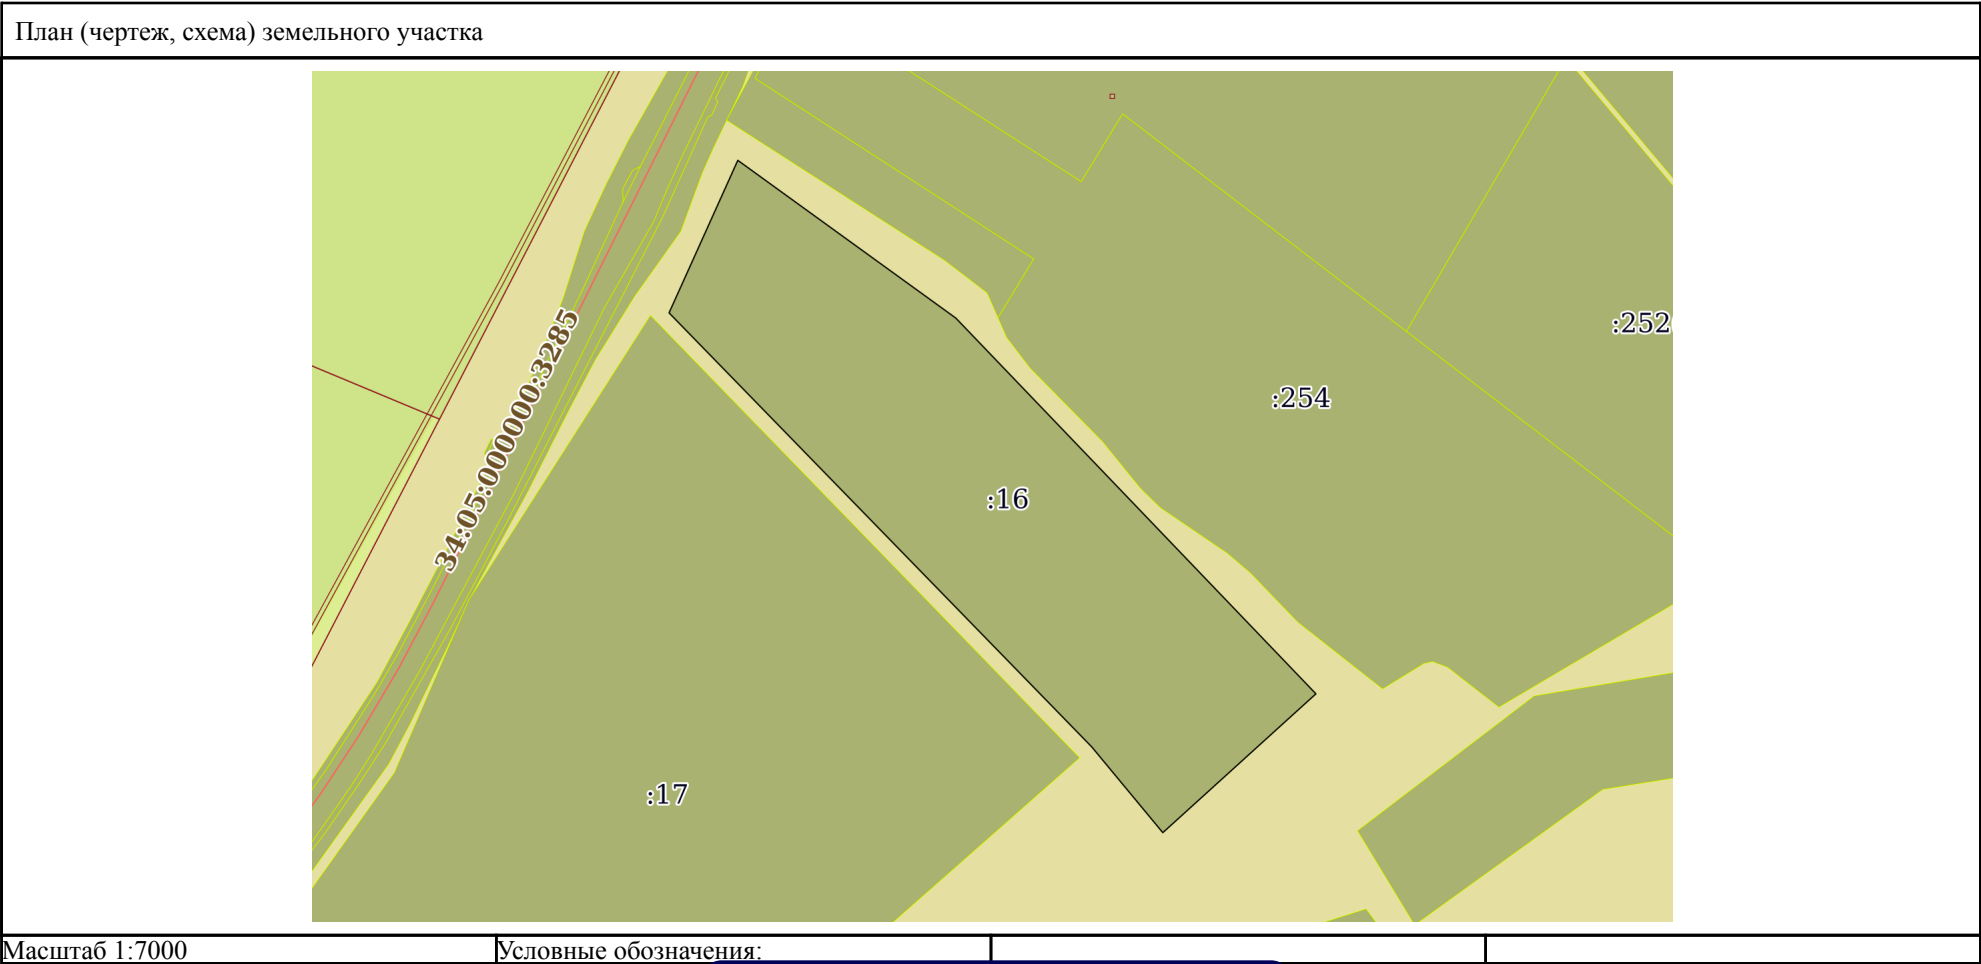 План (чертеж, схема) земельного участка
:252
34:05:000000:3285
:254
:16
:17
Масштаб 1:7000
Условные обозначения: